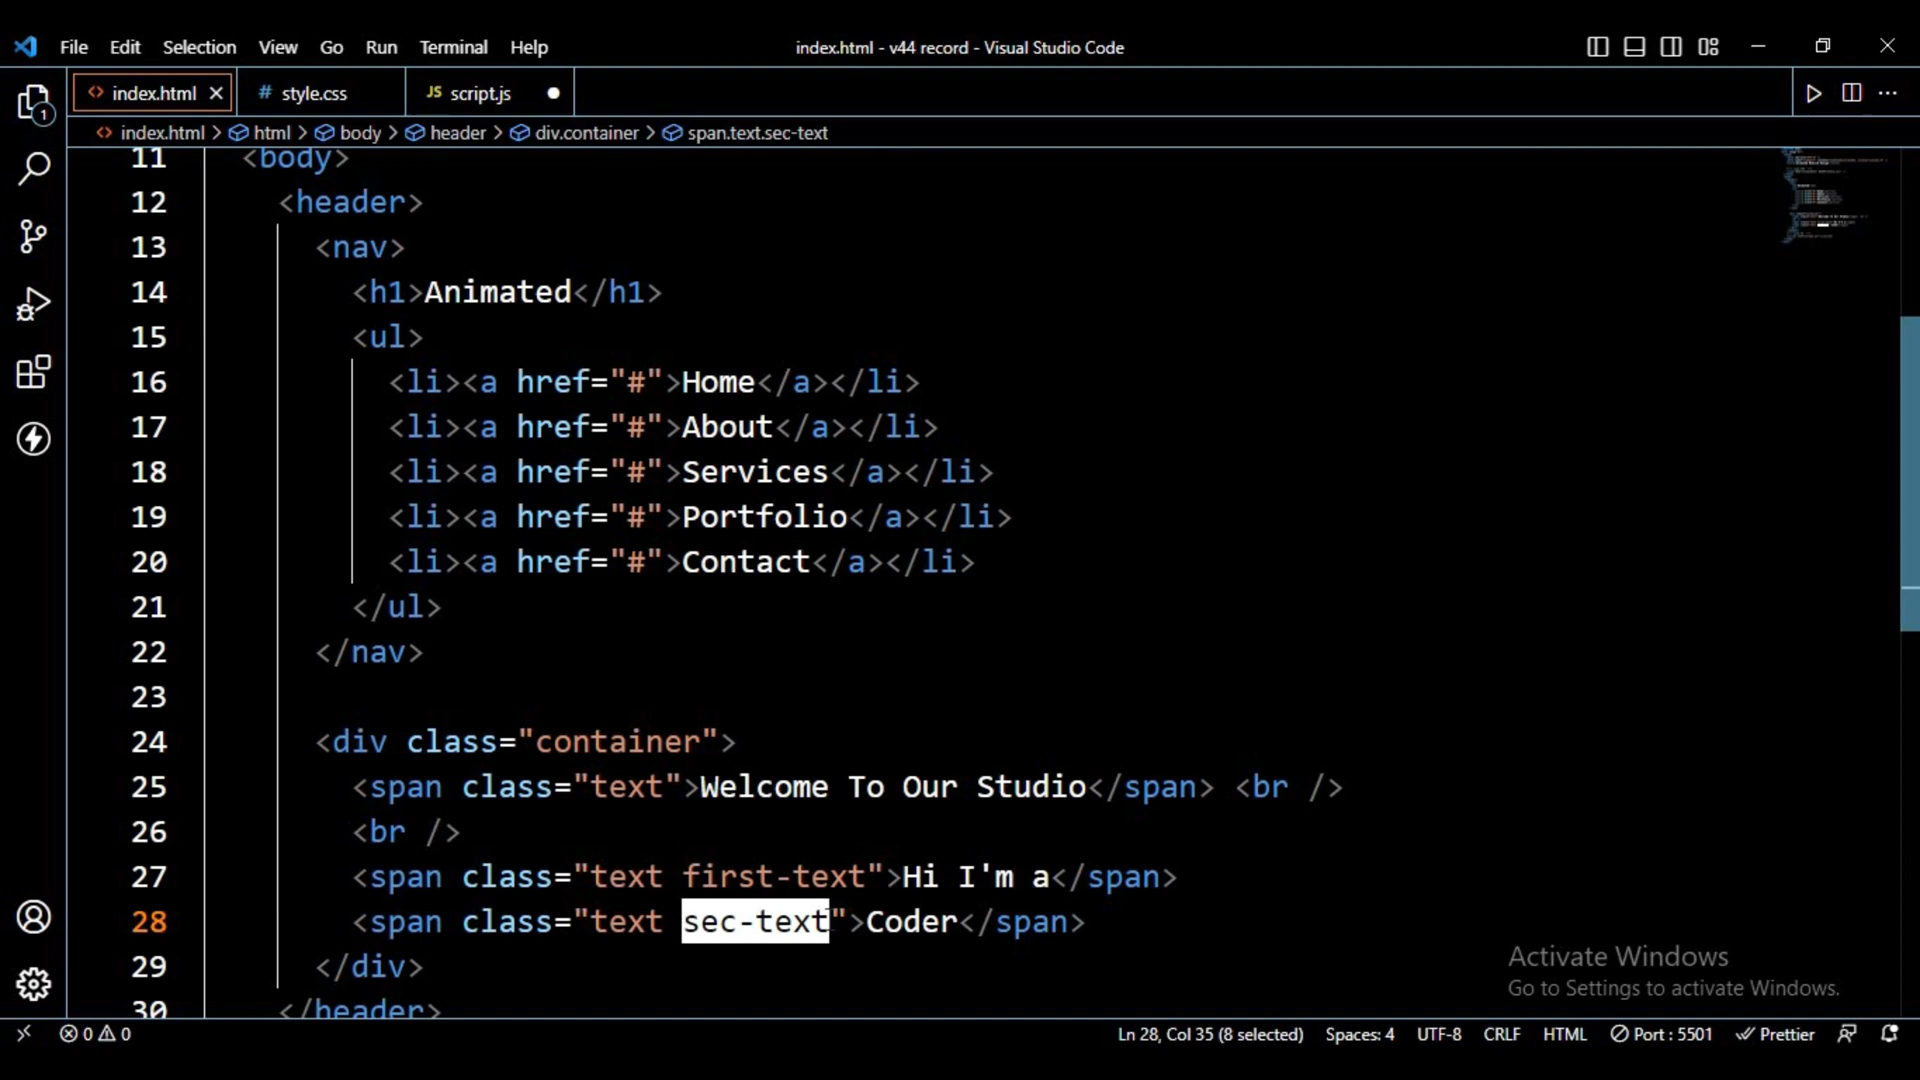 File Edit Selection View Go Run Terminal Help index.html - v44 record - Visual Studio Code
<> index.html # style.css JS script.js
<> index.html > html > body > header > div.container > span.text.sec-text
1
11 <body>
12 <header>
13 <nav>
14 <h1>Animated</h1>
15 <ul>
16 <li><a href="#">Home</a></li>
17 <li><a href="#">About</a></li>
18 <li><a href="#">Services</a></li>
19 <li><a href="#">Portfolio</a></li>
20 <li><a href="#">Contact</a></li>
21 </ul>
22 </nav>
23
24 <div class="container">
25 <span class="text">Welcome To Our Studio</span> <br />
26 <br />
27 <span class="text first-text">Hi I'm a</span>
28 <span class="text sec-text">Coder</span>
29 </div>
30 </header>
Activate Windows
Go to Settings to activate Windows.
0 0 Ln 28, Col 35 (8 selected) Spaces: 4 UTF-8 CRLF HTML Port : 5501 Prettier